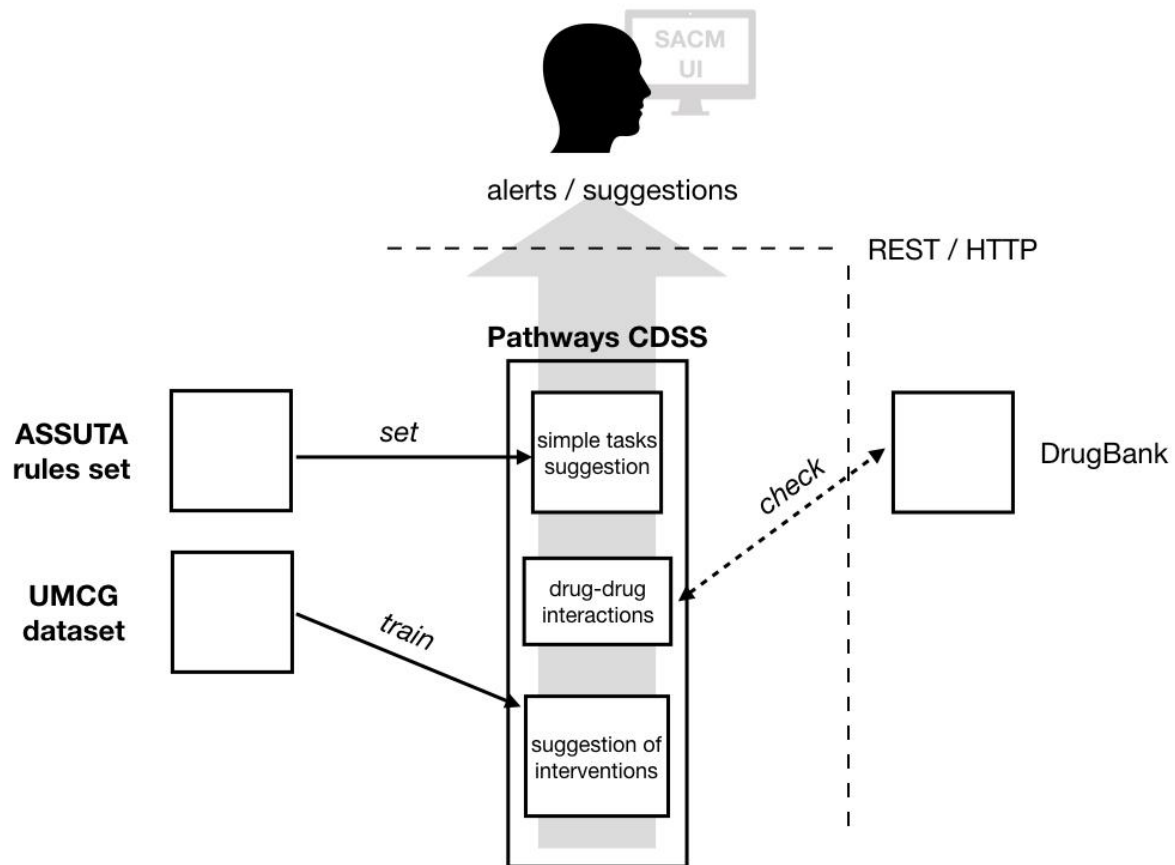 SACM
UI
alerts / suggestions
REST / HTTP
Pathways CDSS
ASSUTA
rules set
set
simple tasks
suggestion
check
DrugBank
UMCG
dataset
train
drug-drug
interactions
suggestion of
interventions